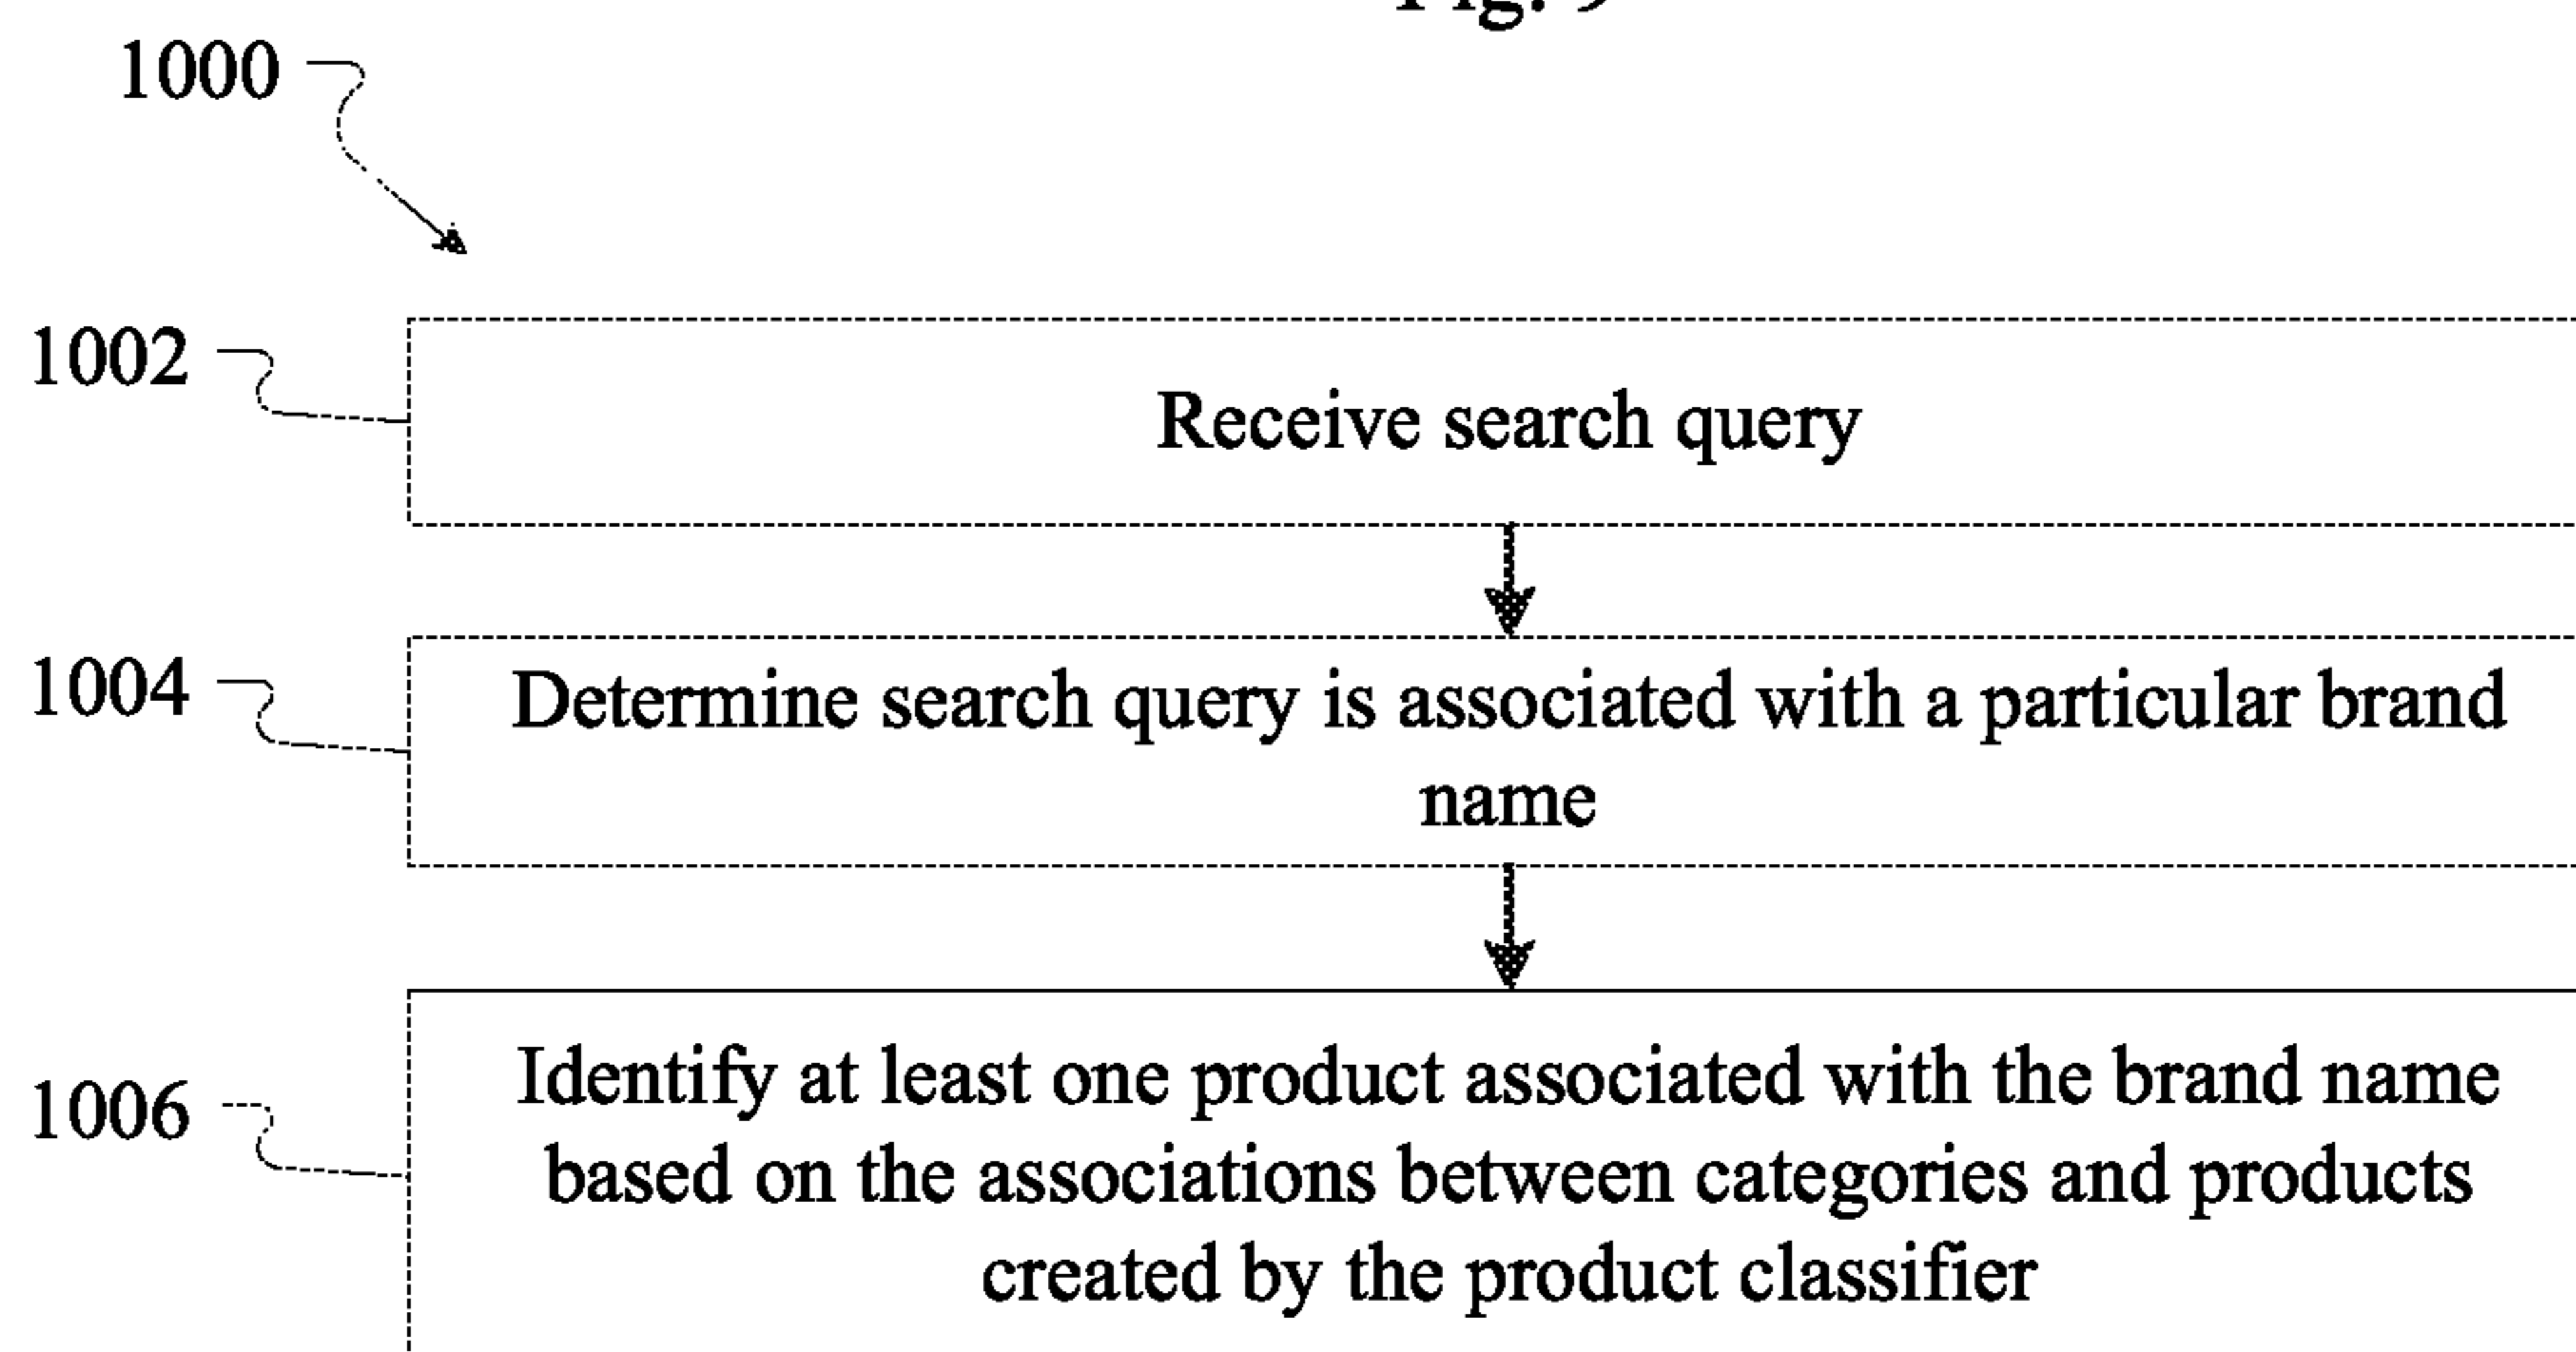 Fig. 9
1000
1002
Receive search query
1004
Determine search query is associated with a particular brand
name
1006
Identify at least one product associated with the brand name
based on the associations between categories and products
created by the product classifier